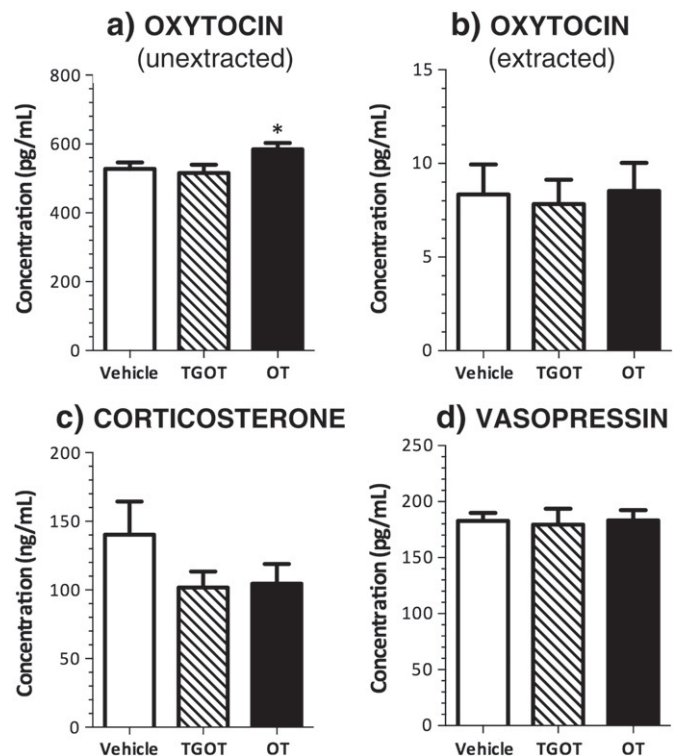 a) OXYTOCIN
(unextracted)
Concentration (pg/mL)
800
600
400
200
0
*
Vehicle TGOT OT
b) OXYTOCIN
(extracted)
Concentration (pg/mL)
15
10
5
0
Vehicle TGOT OT
c) CORTICOSTERONE
Concentration (ng/mL)
200
150
100
50
0
Vehicle TGOT OT
d) VASOPRESSIN
Concentration (pg/mL)
250
200
150
100
50
0
Vehicle TGOT OT